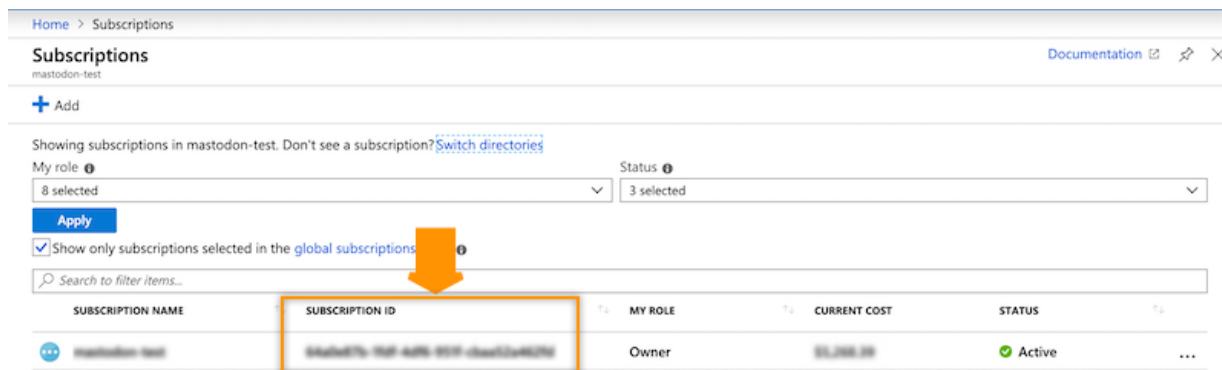 Home > Subscriptions
Subscriptions
Documentation
mastodon-test
Add
Showing subscriptions in mastodon-test. Don't see a subscription? Switch directories
My role
Status
8 selected
3 selected
Apply
Show only subscriptions selected in the global subscriptions
Search to filter items...
SUBSCRIPTION NAME SUBSCRIPTION ID MY ROLE CURRENT COST STATUS
Owner Active ...